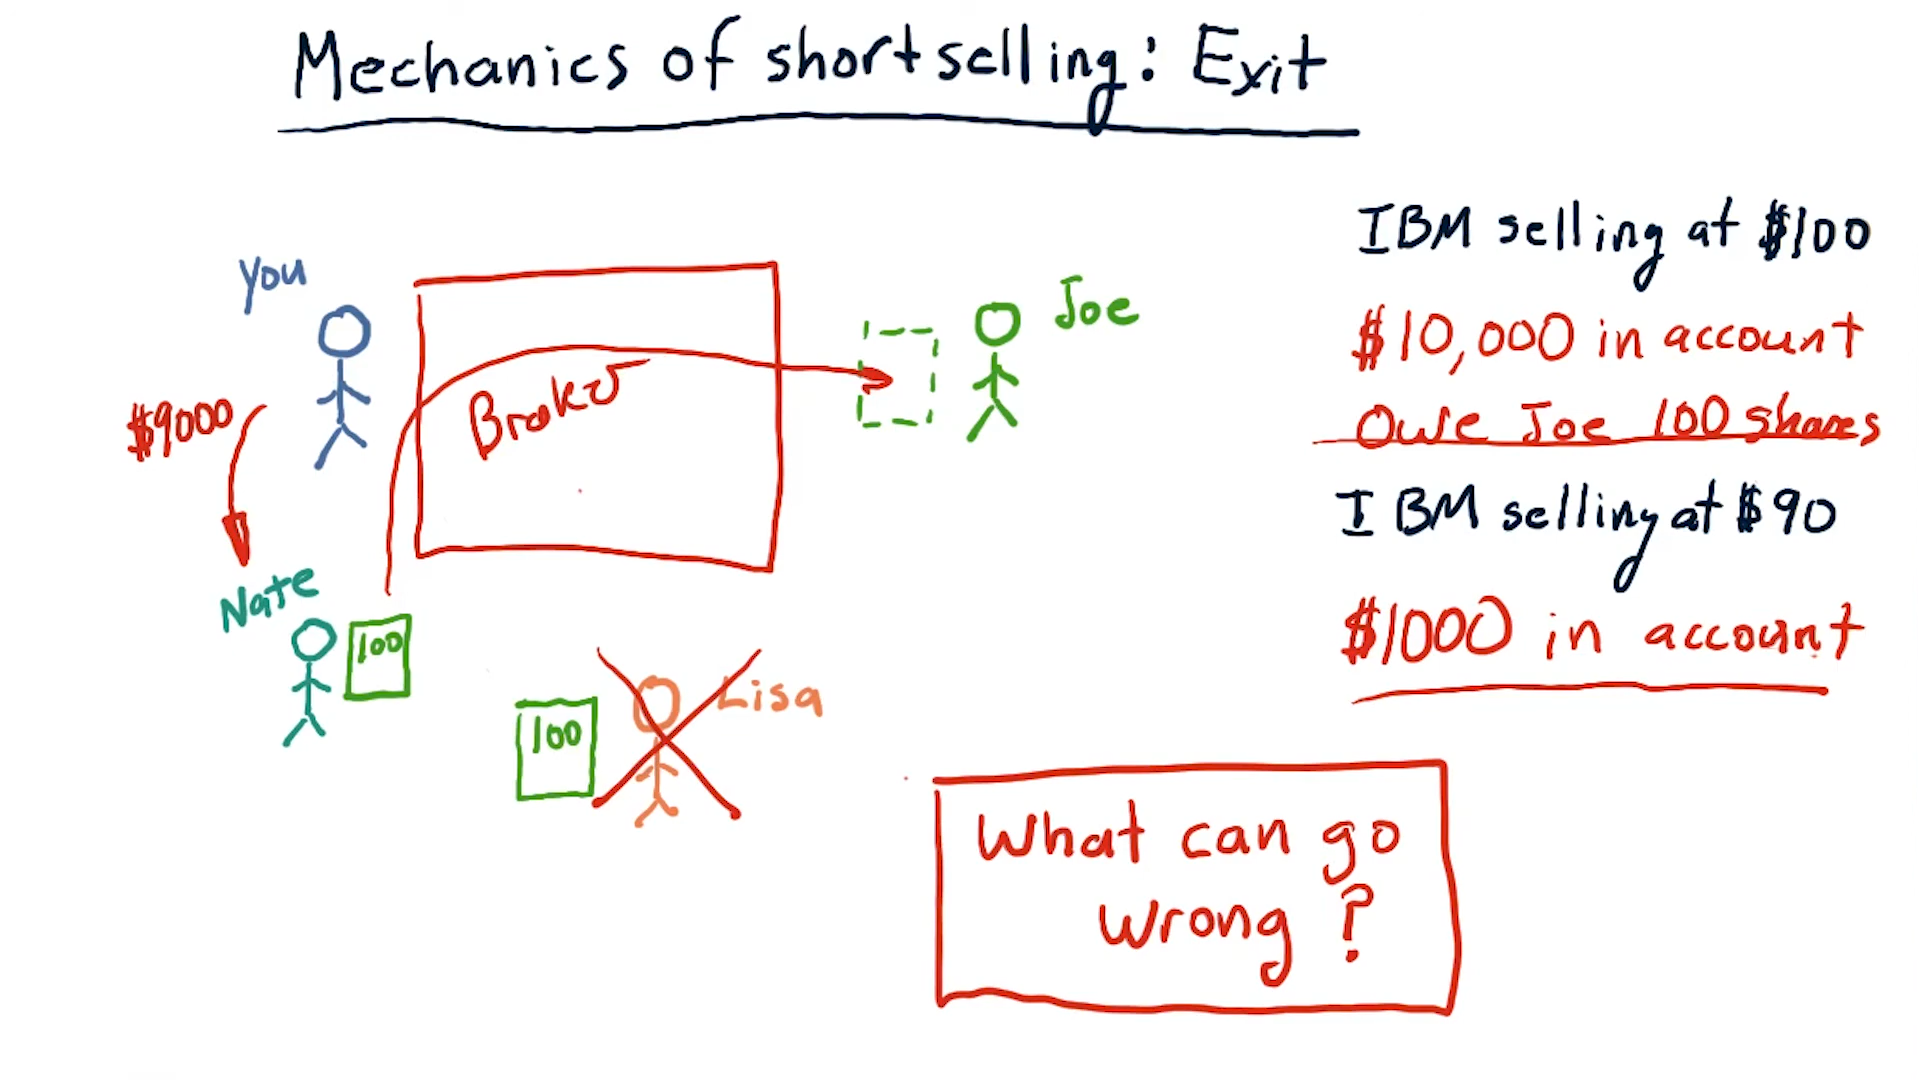 Mechanics of short selling: Exit
You
Joe
$9000
Broker
Nate
100
100
Lisa
IBM selling at $100
$10,000 in account
Owe Joe 100 shares
IBM selling at $90
$1000 in account
What can go
wrong?